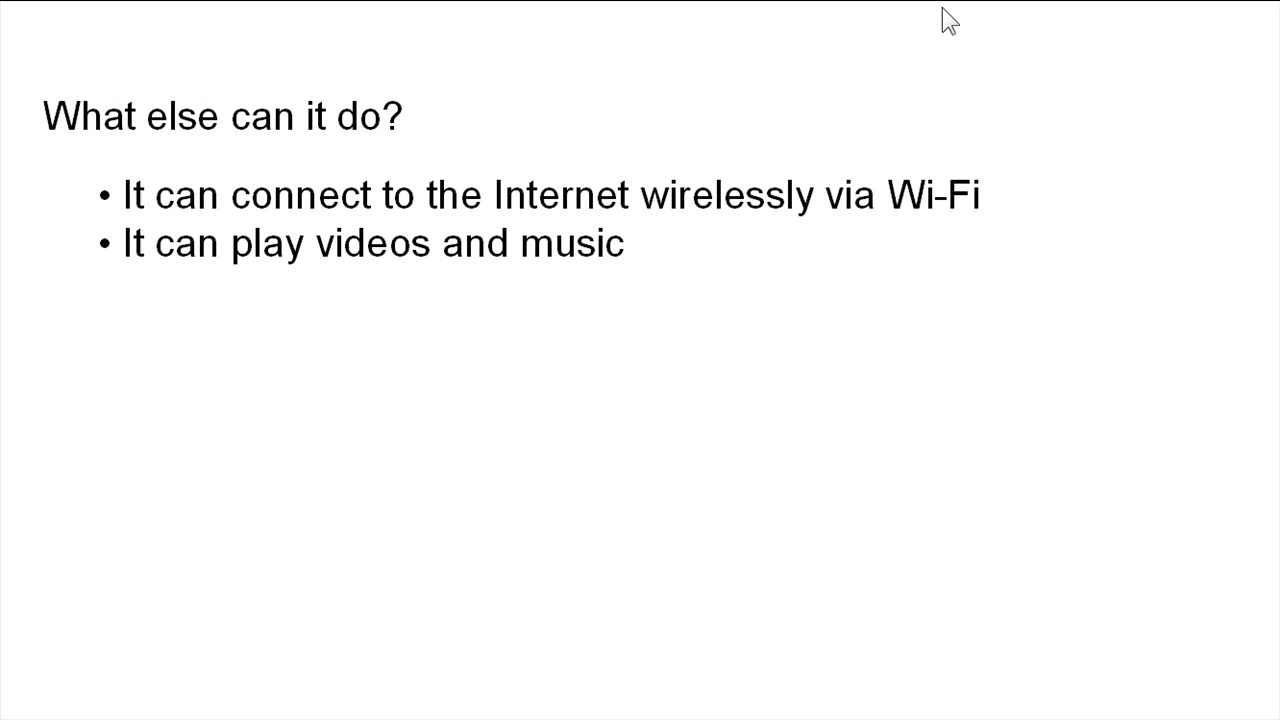 What else can it do?
• It can connect to the Internet wirelessly via Wi-Fi
• It can play videos and music